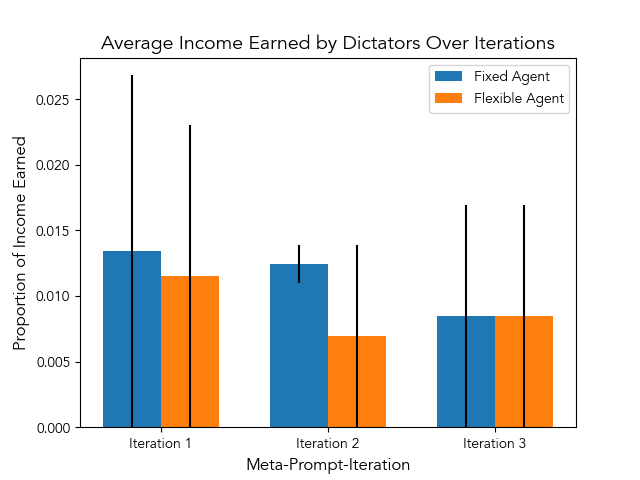 Average Income Earned by Dictators Over Iterations
Fixed Agent
Flexible Agent
Proportion of Income Earned
0.025
0.020
0.015
0.010
0.005
0.000
Iteration 1
Iteration 2
Iteration 3
Meta-Prompt-Iteration